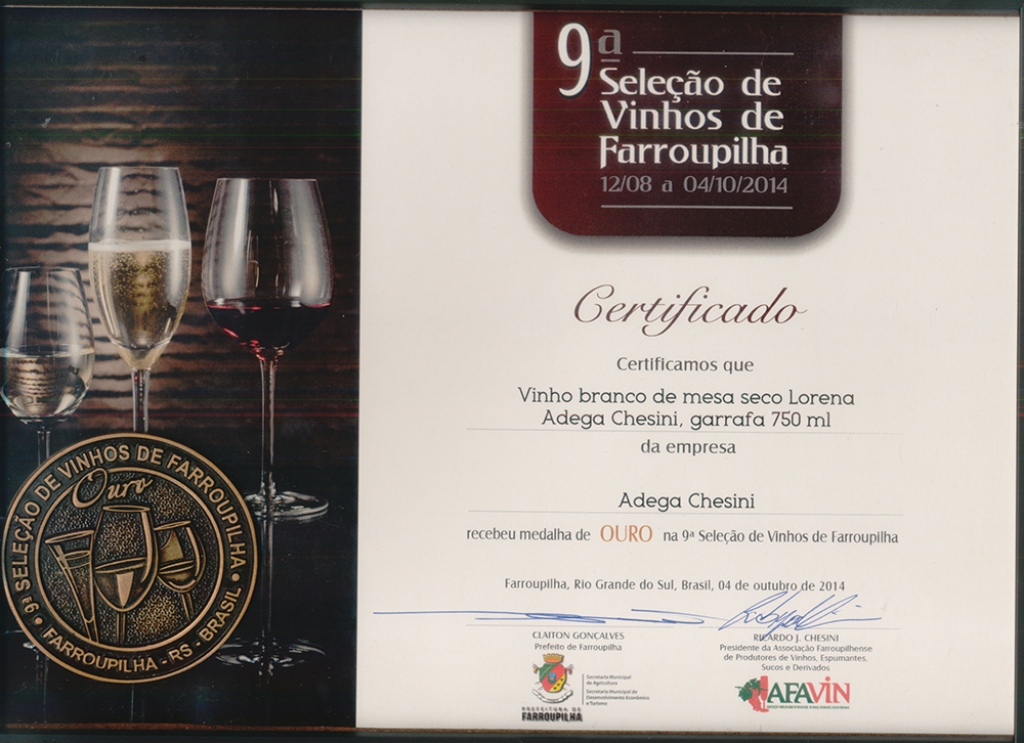 9ª
Seleção de
Vinhos de
Farroupilha
12/08 a 04/10/2014
Certificado
Certificamos que
Vinho branco de mesa seco Lorena
Adega Chesini, garrafa 750 ml
da empresa
Adega Chesini
recebeu medalha de OURO na 9ª Seleção de Vinhos de Farroupilha
Farroupilha, Rio Grande do Sul, Brasil, 04 de outubro de 2014
CLAITON GONÇALVES
Prefeito de Farroupilha
RICARDO J. CHESINI
Presidente da Associação Farroupilhense
de Produtores de Vinhos, Espumantes,
Sucos e Derivados
Secretaria Municipal
de Agricultura
Secretaria Municipal de
Desenvolvimento Econômico
e Turismo
PREFEITURA DE
FARROUPILHA
AFAVIN
9ª SELEÇÃO DE VINHOS DE FARROUPILHA
Ouro
FARROUPILHA - RS - BRASIL